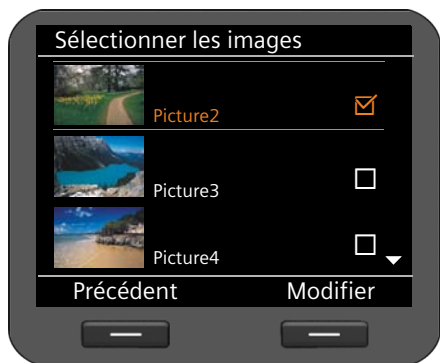 Sélectionner les images
Picture2
Picture3
Picture4
Précédent Modifier